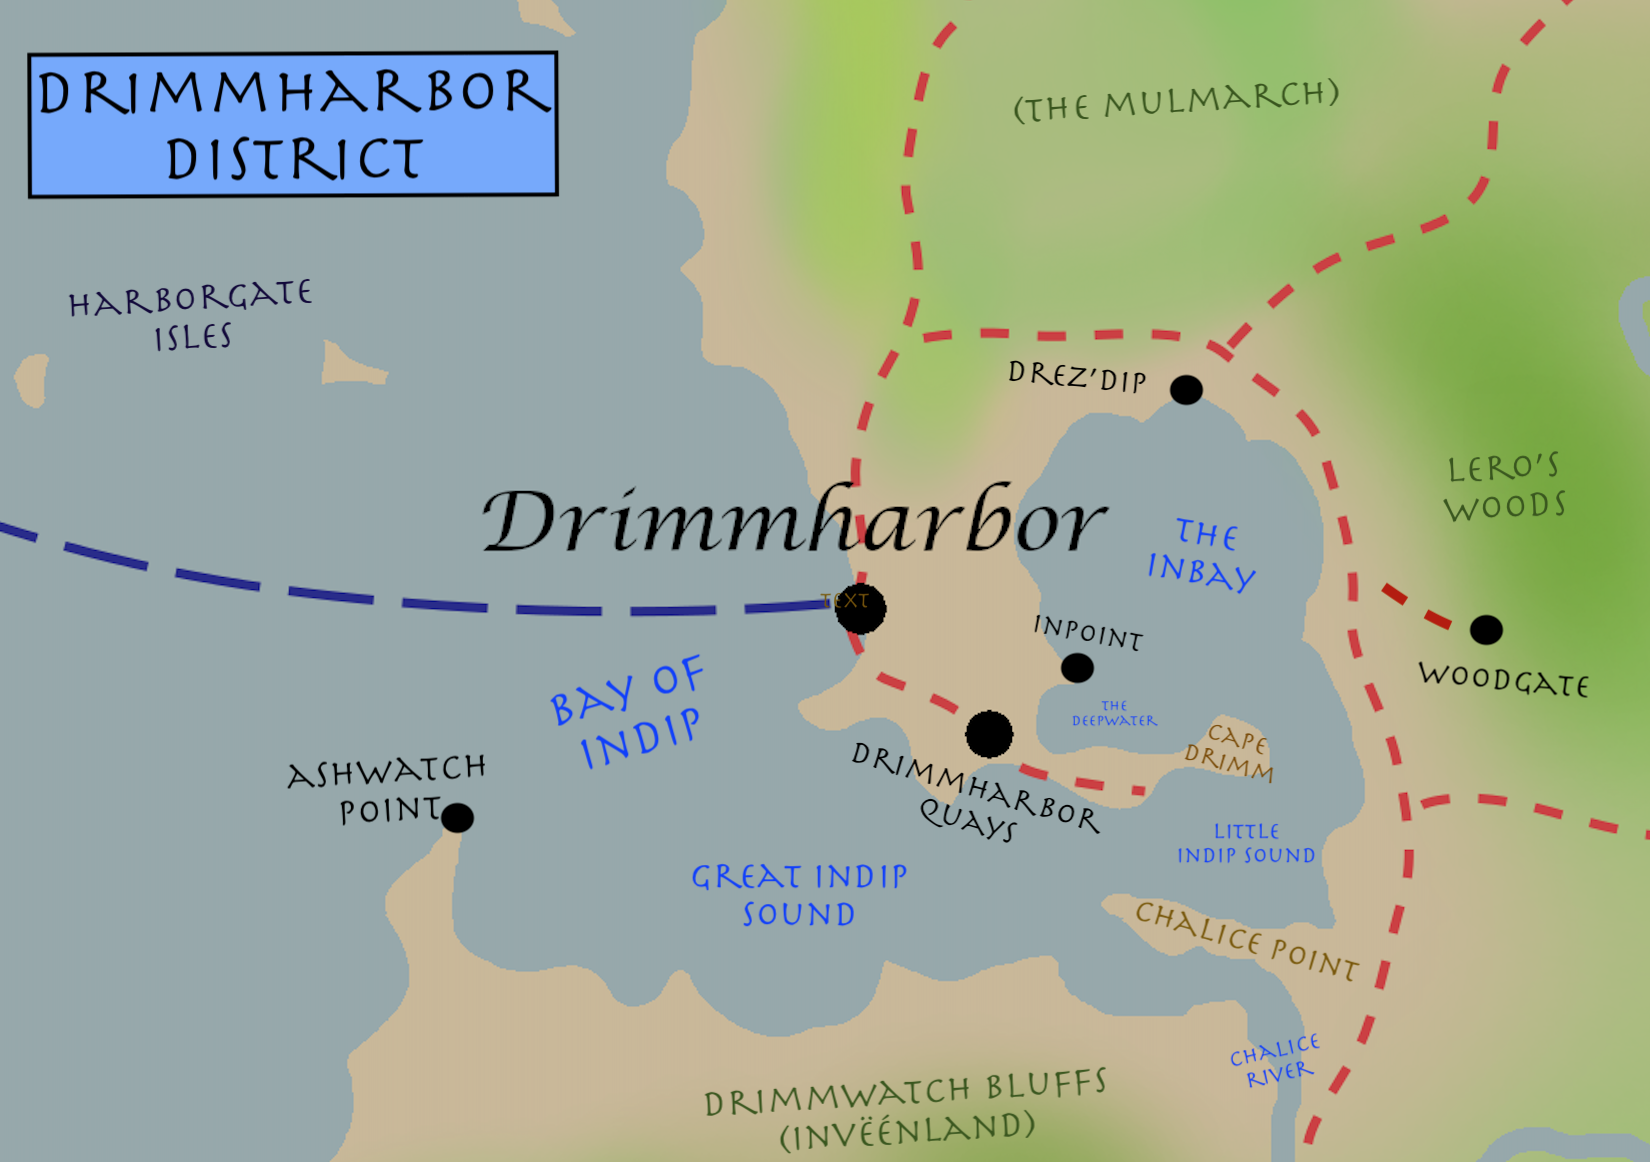 DRIMMHARBOR
DISTRICT
(THE MULMARCH)
HARBORGATE
ISLES
DREZ'DIP
LERO'S
WOODS
Drimmharbor
THE
INBAY
TEXT
INPOINT
WOODGATE
BAY OF
INDIP
THE
DEEPWATER
CAPE
DRIMM
ASHWATCH
POINT
DRIMMHARBOR
QUAYS
LITTLE
INDIP SOUND
GREAT INDIP
SOUND
CHALICE POINT
CHALICE
RIVER
DRIMMWATCH BLUFFS
(INVËÉNLAND)